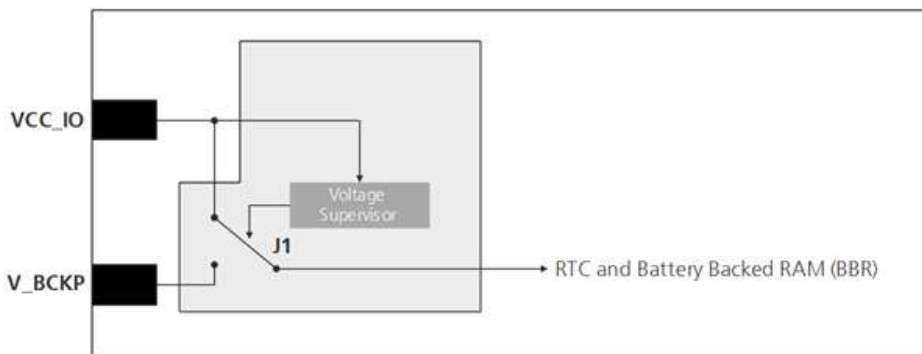 VCC_IO
Voltage
Supervisor
J1
RTC and Battery Backed RAM (BBR)
V_BCKP